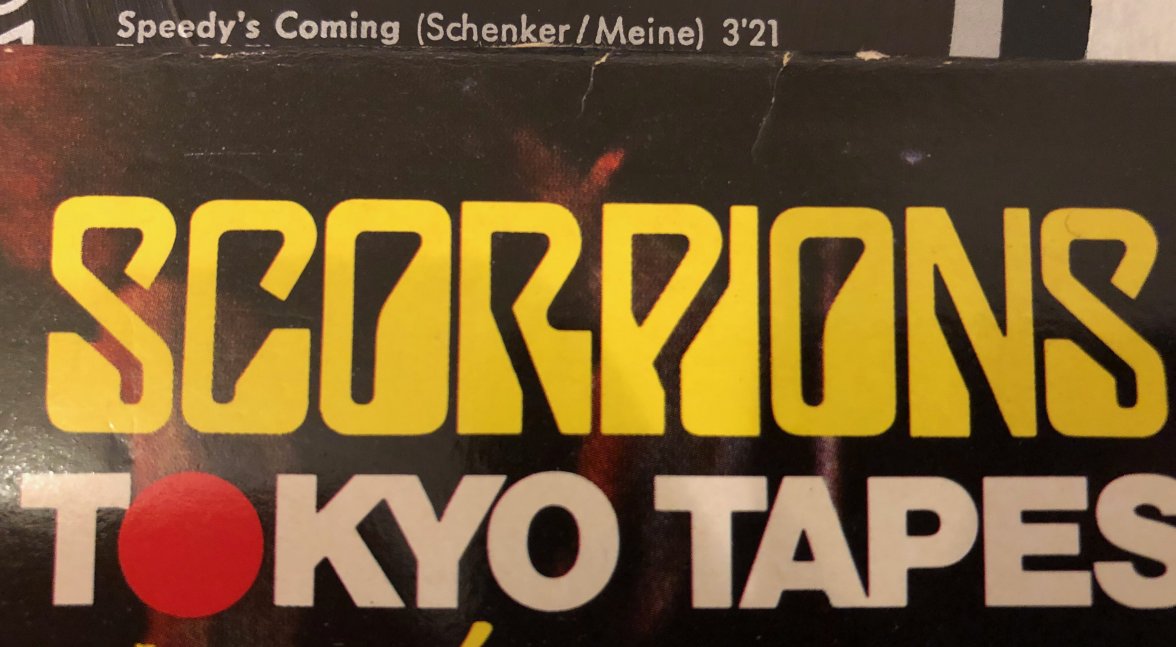 Speedy's Coming (Schenker/Meine) 3'21
SCORPIONS
TOKYO TAPES